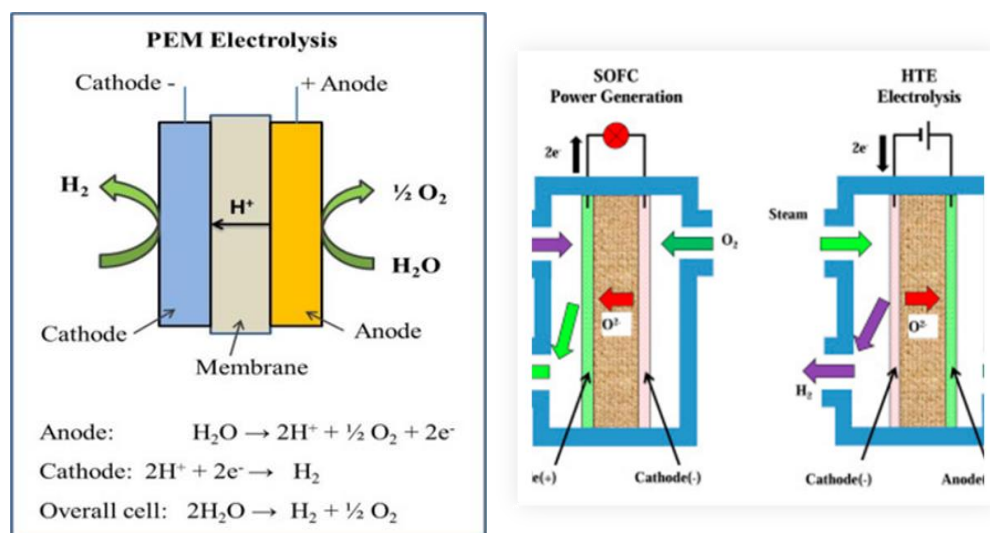 PEM Electrolysis
Cathode -
+ Anode
H₂
½ O₂
H⁺
H₂O
Cathode
Anode
Membrane
Anode: H₂O → 2H⁺ + ½ O₂ + 2e⁻
Cathode: 2H⁺ + 2e⁻ → H₂
Overall cell: 2H₂O → H₂ + ½ O₂
SOFC
Power Generation
2e⁻
O₂
O²⁻
e(+)
Cathode(-)
HTE
Electrolysis
2e⁻
Steam
O²⁻
H₂
Cathode(-)
Anode